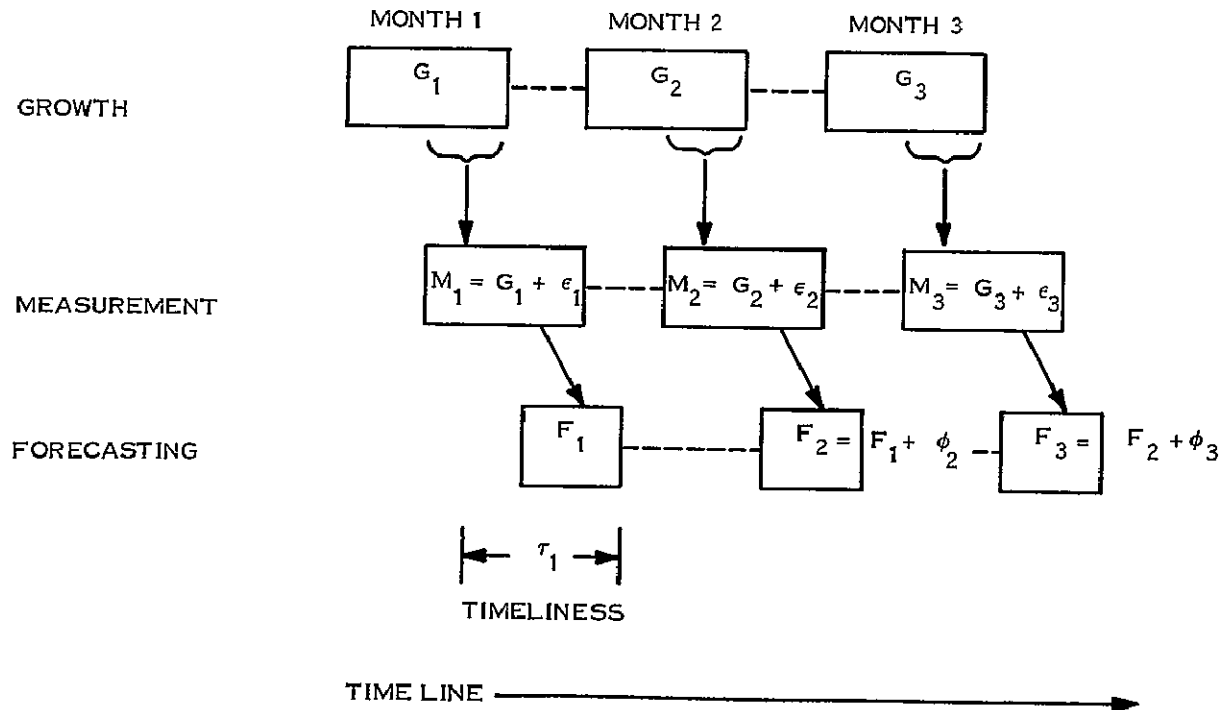 MONTH 1 MONTH 2 MONTH 3
GROWTH G₁ G₂ G₃
MEASUREMENT M₁ = G₁ + ϵ₁ M₂ = G₂ + ϵ₂ M₃ = G₃ + ϵ₃
FORECASTING F₁ F₂ = F₁ + ϕ₂ F₃ = F₂ + ϕ₃
τ₁
TIMELINESS
TIME LINE